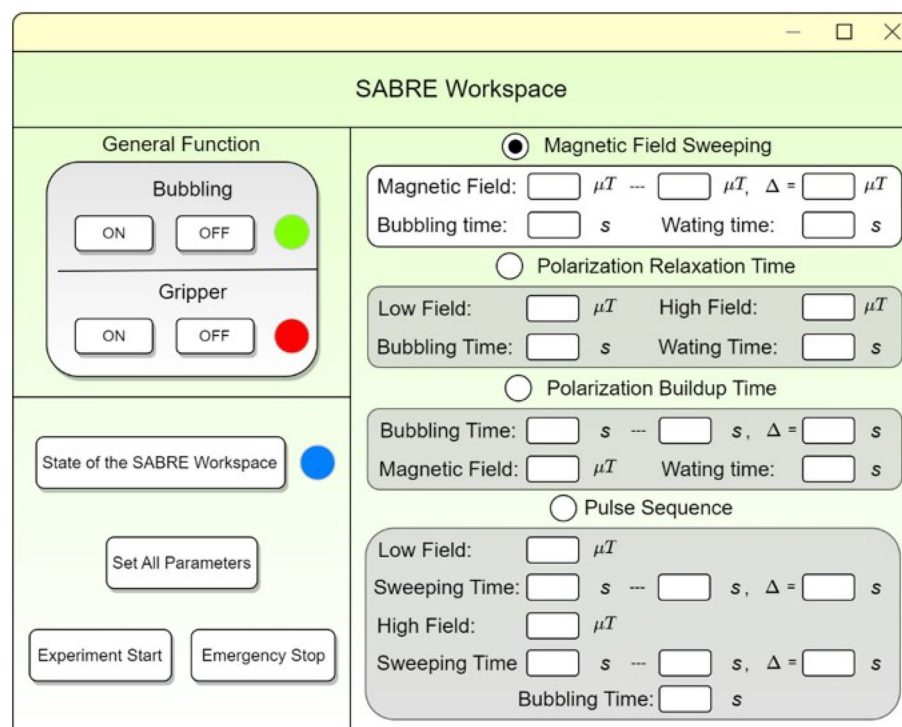 SABRE Workspace
General Function
Bubbling
ON OFF
Gripper
ON OFF
State of the SABRE Workspace
Set All Parameters
Experiment Start Emergency Stop
Magnetic Field Sweeping
Magnetic Field: μT --- μT, Δ = μT
Bubbling time: s Wating time: s
Polarization Relaxation Time
Low Field: μT High Field: μT
Bubbling Time: s Wating Time: s
Polarization Buildup Time
Bubbling Time: s --- s, Δ = s
Magnetic Field: μT Wating time: s
Pulse Sequence
Low Field: μT
Sweeping Time: s --- s, Δ = s
High Field: μT
Sweeping Time s --- s, Δ = s
Bubbling Time: s